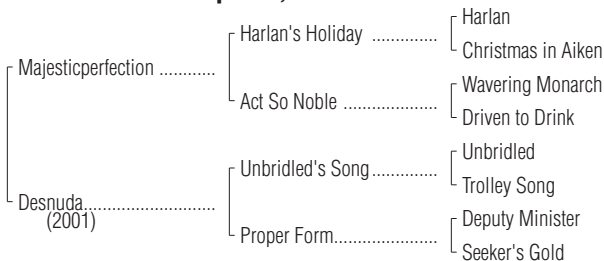 Harlan
Harlan's Holiday ..............
Christmas in Aiken
Majesticperfection ............
Wavering Monarch
Act So Noble ....................
Driven to Drink
Unbridled
Unbridled's Song..............
Trolley Song
Desnuda............................
(2001)
Deputy Minister
Proper Form......................
Seeker's Gold